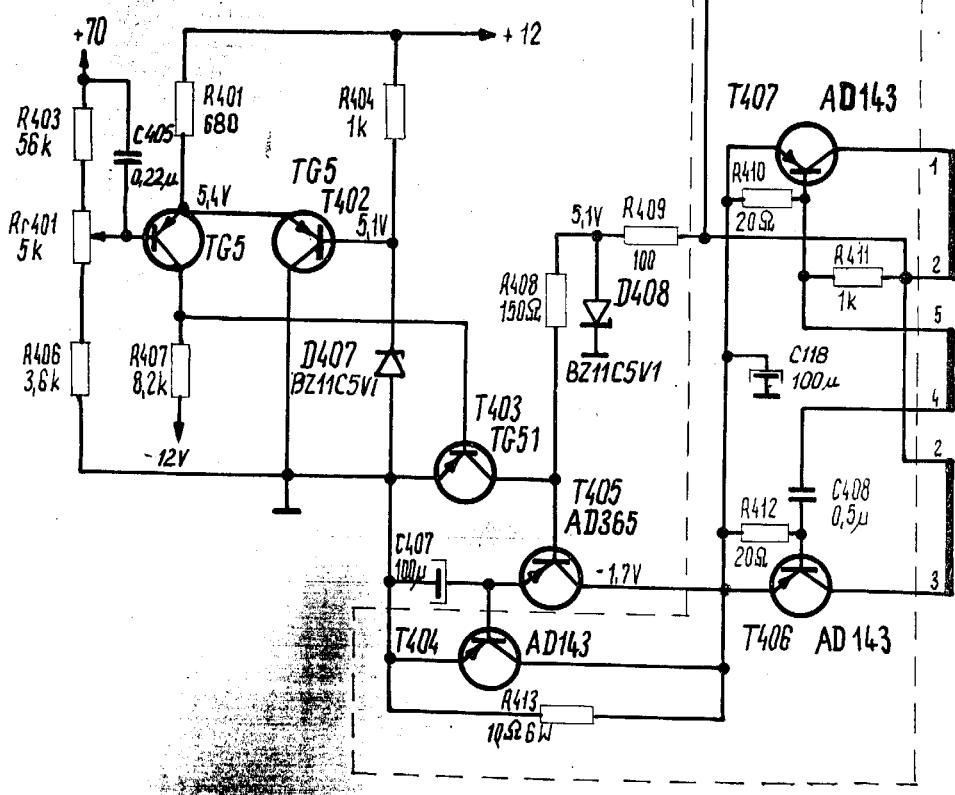 +70
+12
R403
56k
C405
0,22µ
R401
680
R404
1k
TG5
T402
5,4V
5,1V
Rr401
5k
TG5
R406
3,6k
R407
8,2k
-12V
D407
BZ11C5V1
T403
TG51
5,1V
R409
100
R408
150Ω
D408
BZ11C5V1
T405
AD365
C407
100µ
-1,7V
T404
AD143
R413
10Ω 6W
T407
AD143
R410
20Ω
R411
1k
C118
100µ
R412
20Ω
C408
0,5µ
T406
AD143
1
2
5
4
2
3